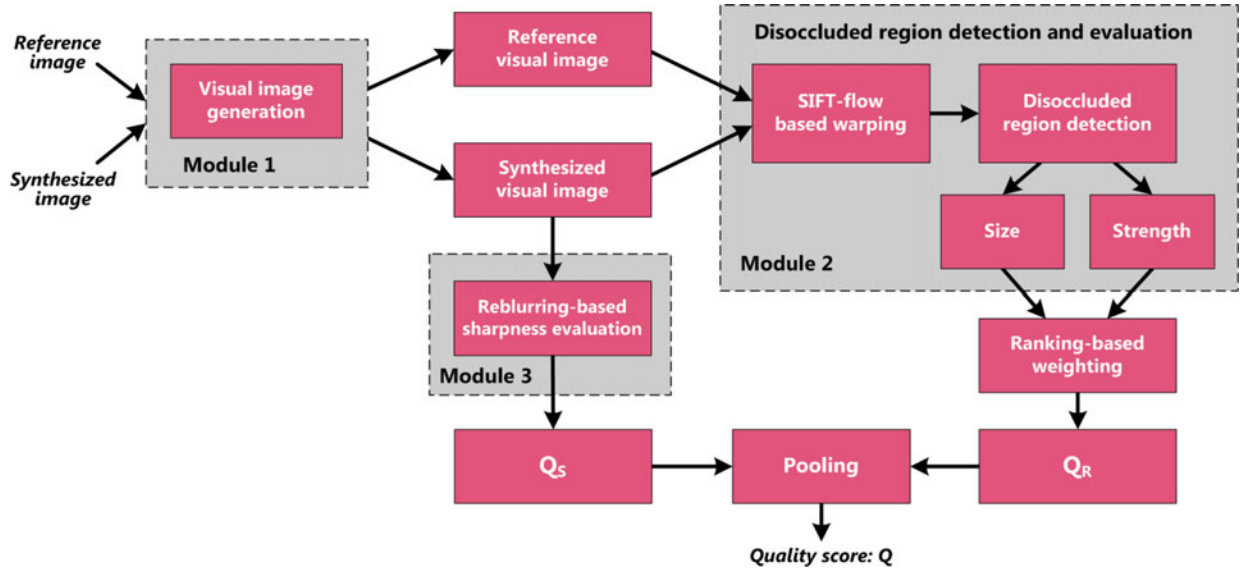 Reference
image
Synthesized
image
Visual image
generation
Module 1
Reference
visual image
Synthesized
visual image
Disoccluded region detection and evaluation
SIFT-flow
based warping
Disoccluded
region detection
Size
Strength
Module 2
Reblurring-based
sharpness evaluation
Module 3
Ranking-based
weighting
QS
Pooling
QR
Quality score: Q